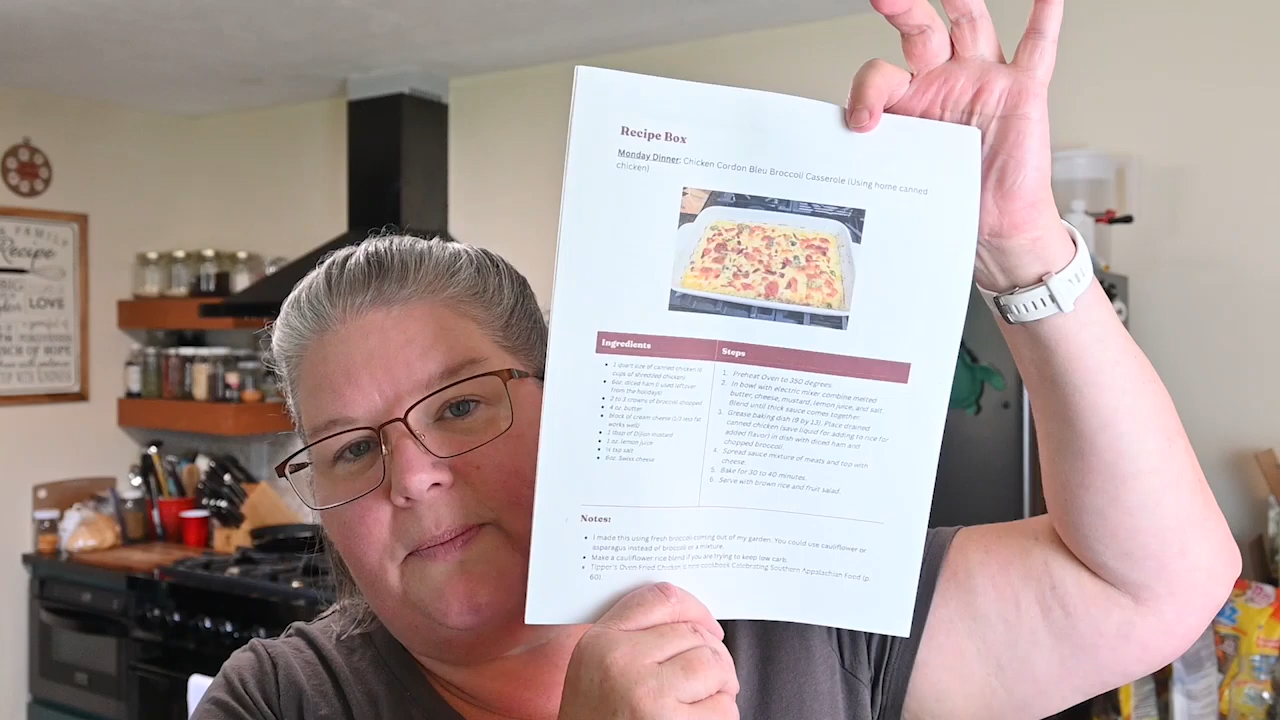 Recipe Box
Monday Dinner: Chicken Cordon Bleu Broccoli Casserole (Using home canned
chicken)
Ingredients
1 quart size of canned chicken (6
cups of shredded chicken)
6oz. diced ham (I used leftover
from the holidays)
2 to 3 crowns of broccoli chopped
4 oz. butter
block of cream cheese (1/3 less fat
works well)
1 tbsp of Dijon mustard
1 oz. lemon juice
¼ tsp salt
6oz. Swiss cheese
Steps
1. Preheat Oven to 350 degrees.
2. In bowl with electric mixer combine melted
butter, cheese, mustard, lemon juice, and salt.
Blend until thick sauce comes together.
3. Grease baking dish (9 by 13). Place drained
canned chicken (save liquid for adding to rice for
added flavor) in dish with diced ham and
chopped broccoli.
4. Spread sauce mixture of meats and top with
cheese.
5. Bake for 30 to 40 minutes.
6. Serve with brown rice and fruit salad.
Notes:
I made this using fresh broccoli coming out of my garden. You could use cauliflower or
asparagus instead of broccoli or a mixture.
Make a cauliflower rice blend if you are trying to keep low carb.
Tipper's Oven Fried Chicken is new cookbook Celebrating Southern Appalachian Food (p
60).
FAMILY
Recipe
LOVE
OF HOPE